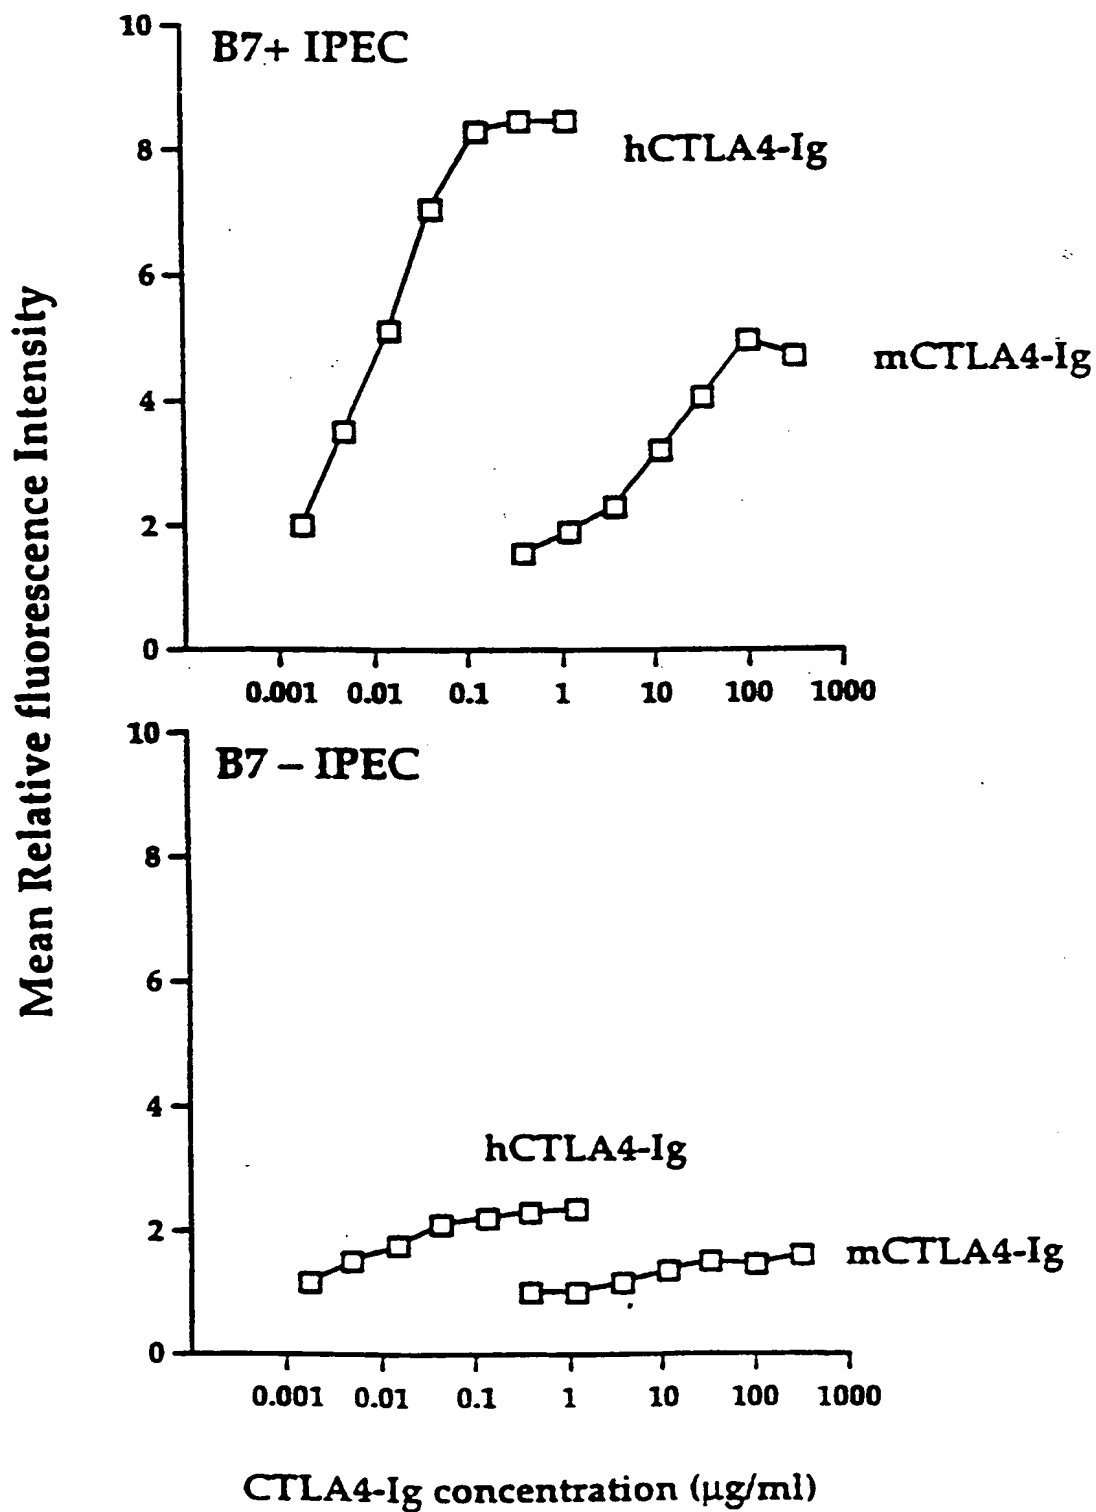 Mean Relative fluorescence Intensity
B7+ IPEC
10
8
6
4
2
0
hCTLA4-Ig
mCTLA4-Ig
0.001 0.01 0.1 1 10 100 1000
B7 – IPEC
10
8
6
4
2
0
hCTLA4-Ig
mCTLA4-Ig
0.001 0.01 0.1 1 10 100 1000
CTLA4-Ig concentration (μg/ml)